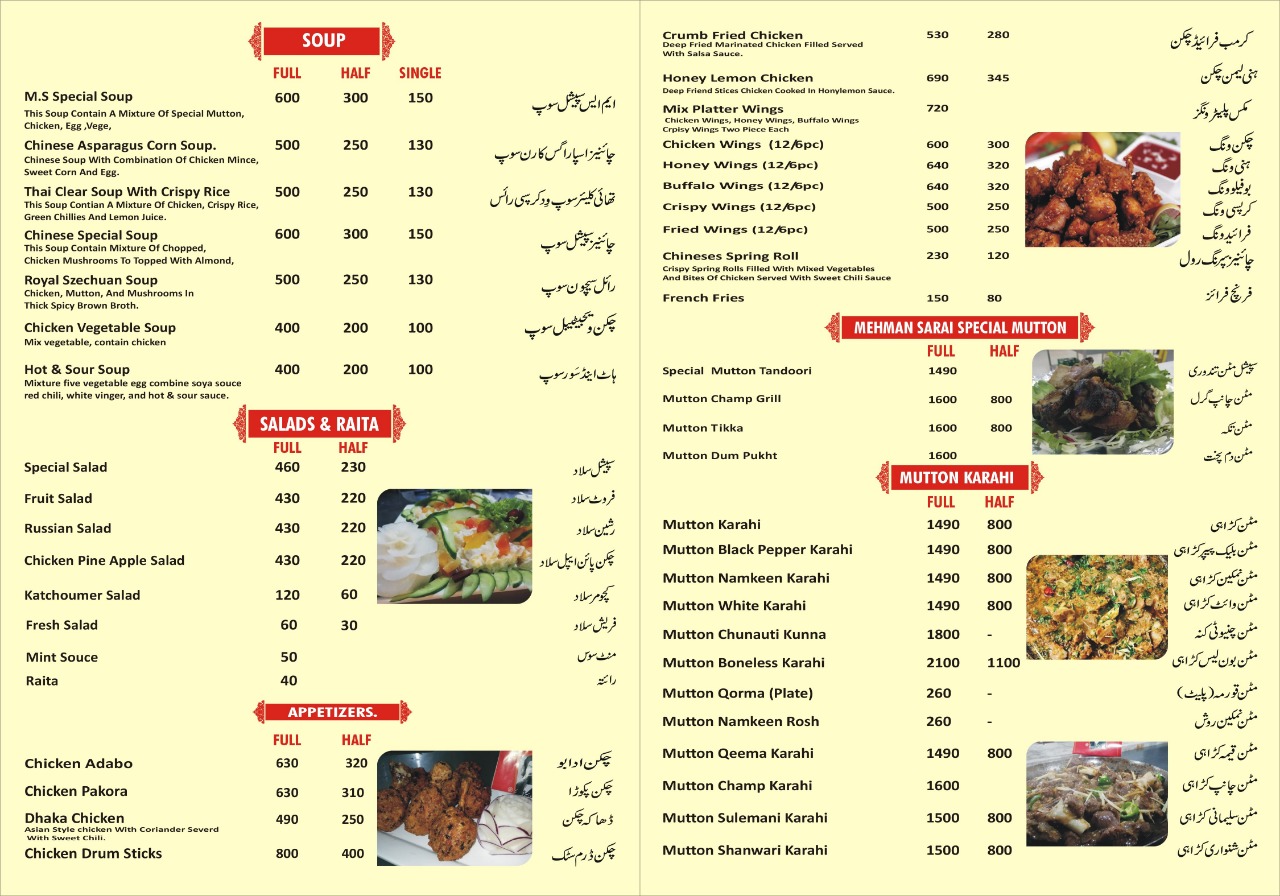 SOUP
FULL HALF SINGLE
M.S Special Soup 600 300 150 ایم ایس سپیشل سوپ
This Soup Contain A Mixture Of Special Mutton,
Chicken, Egg ,Vege,
Chinese Asparagus Corn Soup. 500 250 130 چائنیز اسپاراگس کارن سوپ
Chinese Soup With Combination Of Chicken Mince,
Sweet Corn And Egg.
Thai Clear Soup With Crispy Rice 500 250 130 تھائی کلیئر سوپ ود کرسپی رائس
This Soup Contian A Mixture Of Chicken, Crispy Rice,
Green Chillies And Lemon Juice.
Chinese Special Soup 600 300 150 چائنیز سپیشل سوپ
This Soup Contain Mixture Of Chopped,
Chicken Mushrooms To Topped With Almond,
Royal Szechuan Soup 500 250 130 رائل سیچون سوپ
Chicken, Mutton, And Mushrooms In
Thick Spicy Brown Broth.
Chicken Vegetable Soup 400 200 100 چکن ویجیٹیبل سوپ
Mix vegetable, contain chicken
Hot & Sour Soup 400 200 100 ہاٹ اینڈ سَور سوپ
Mixture five vegetable egg combine soya souce
red chili, white vinger, and hot & sour sauce.
SALADS & RAITA
FULL HALF
Special Salad 460 230 سپیشل سلاد
Fruit Salad 430 220 فروٹ سلاد
Russian Salad 430 220 رشین سلاد
Chicken Pine Apple Salad 430 220 چکن پائن ایپل سلاد
Katchoumer Salad 120 60 کچومر سلاد
Fresh Salad 60 30 فریش سلاد
Mint Souce 50 منٹ سوس
Raita 40 رائتہ
APPETIZERS.
FULL HALF
Chicken Adabo 630 320 چکن ادابو
Chicken Pakora 630 310 چکن پکوڑا
Dhaka Chicken 490 250 ڈھاکہ چکن
Asian Style chicken With Coriander Severd
With Sweet Chili.
Chicken Drum Sticks 800 400 چکن ڈرم سٹک
Crumb Fried Chicken 530 280 کرمب فرائیڈ چکن
Deep Fried Marinated Chicken Filled Served
With Salsa Sauce.
Honey Lemon Chicken 690 345 ہنی لیمن چکن
Deep Friend Stices Chicken Cooked In Honylemon Sauce.
Mix Platter Wings 720 مکس پلیٹر ونگز
Chicken Wings, Honey Wings, Buffalo Wings
Crpisy Wings Two Piece Each
Chicken Wings (12/6pc) 600 300 چکن ونگ
Honey Wings (12/6pc) 640 320 ہنی ونگ
Buffalo Wings (12/6pc) 640 320 بوفیلو ونگ
Crispy Wings (12/6pc) 500 250 کرسپی ونگ
Fried Wings (12/6pc) 500 250 فرائیڈ ونگ
Chineses Spring Roll 230 120 چائنیز سپرنگ رول
Crispy Spring Rolls Filled With Mixed Vegetables
And Bites Of Chicken Served With Sweet Chili Sauce
French Fries 150 80 فرنچ فرائز
MEHMAN SARAI SPECIAL MUTTON
FULL HALF
Special Mutton Tandoori 1490 سپیشل مٹن تندوری
Mutton Champ Grill 1600 800 مٹن چانپ گرل
Mutton Tikka 1600 800 مٹن تکہ
Mutton Dum Pukht 1600 مٹن دم پخت
MUTTON KARAHI
FULL HALF
Mutton Karahi 1490 800 مٹن کڑاہی
Mutton Black Pepper Karahi 1490 800 مٹن بلیک پیپر کڑاہی
Mutton Namkeen Karahi 1490 800 مٹن نمکین کڑاہی
Mutton White Karahi 1490 800 مٹن وائٹ کڑاہی
Mutton Chunauti Kunna 1800 - مٹن چنیوٹی کنہ
Mutton Boneless Karahi 2100 1100 مٹن بون لیس کڑاہی
Mutton Qorma (Plate) 260 - مٹن قورمہ (پلیٹ)
Mutton Namkeen Rosh 260 - مٹن نمکین روش
Mutton Qeema Karahi 1490 800 مٹن قیمہ کڑاہی
Mutton Champ Karahi 1600 مٹن چانپ کڑاہی
Mutton Sulemani Karahi 1500 800 مٹن سلیمانی کڑاہی
Mutton Shanwari Karahi 1500 800 مٹن شنواری کڑاہی